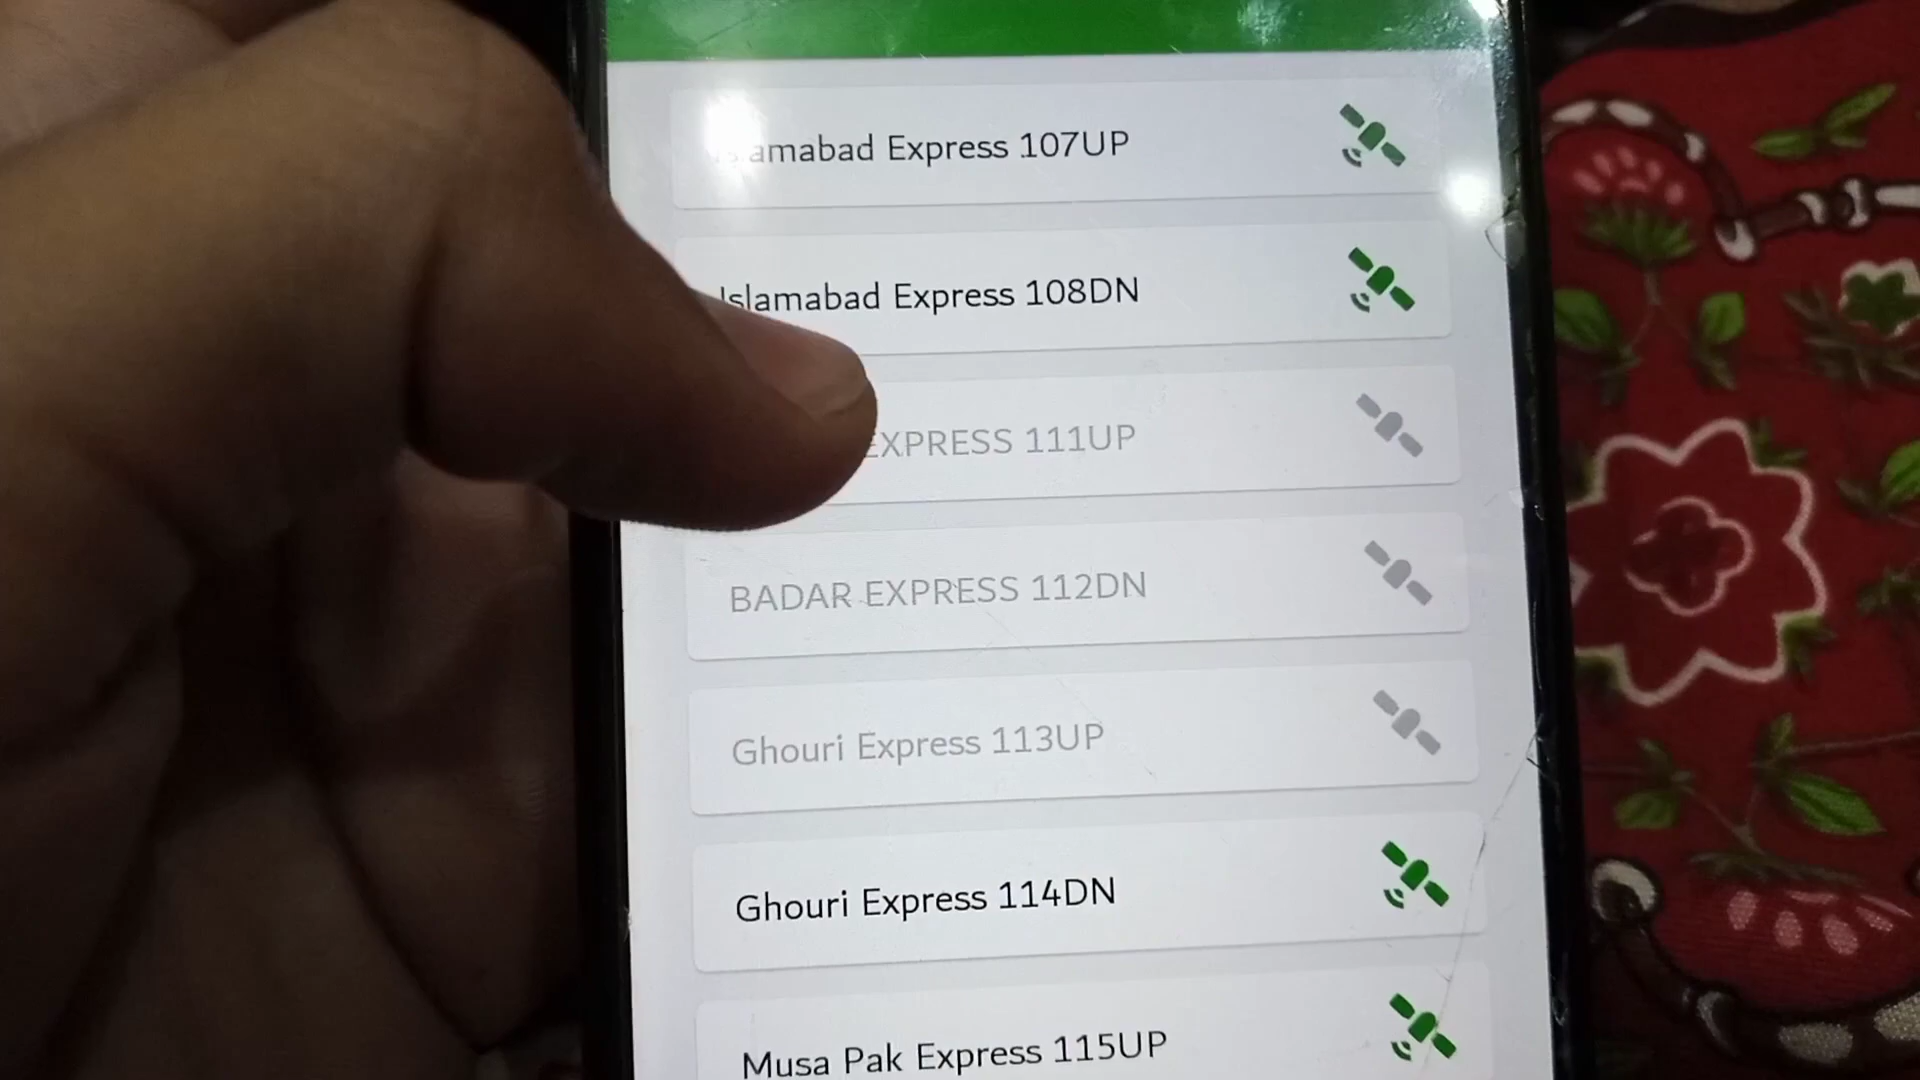 Islamabad Express 107UP
Islamabad Express 108DN
EXPRESS 111UP
BADAR EXPRESS 112DN
Ghouri Express 113UP
Ghouri Express 114DN
Musa Pak Express 115UP